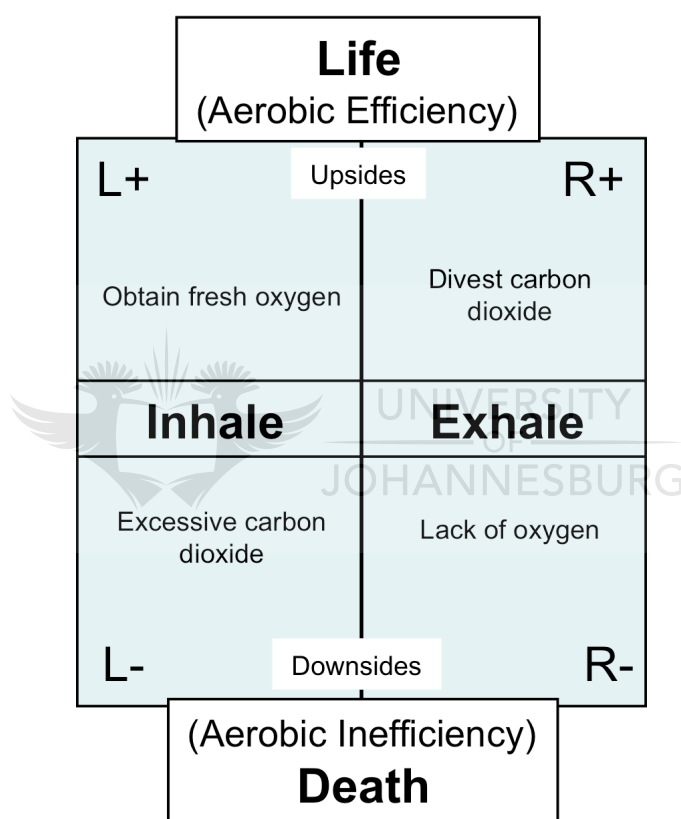 Life
(Aerobic Efficiency)
L+
Upsides
R+
Obtain fresh oxygen
Divest carbon
dioxide
Inhale
Exhale
UNIVERSITY
OF
JOHANNESBURG
Excessive carbon
dioxide
Lack of oxygen
L-
Downsides
R-
(Aerobic Inefficiency)
Death